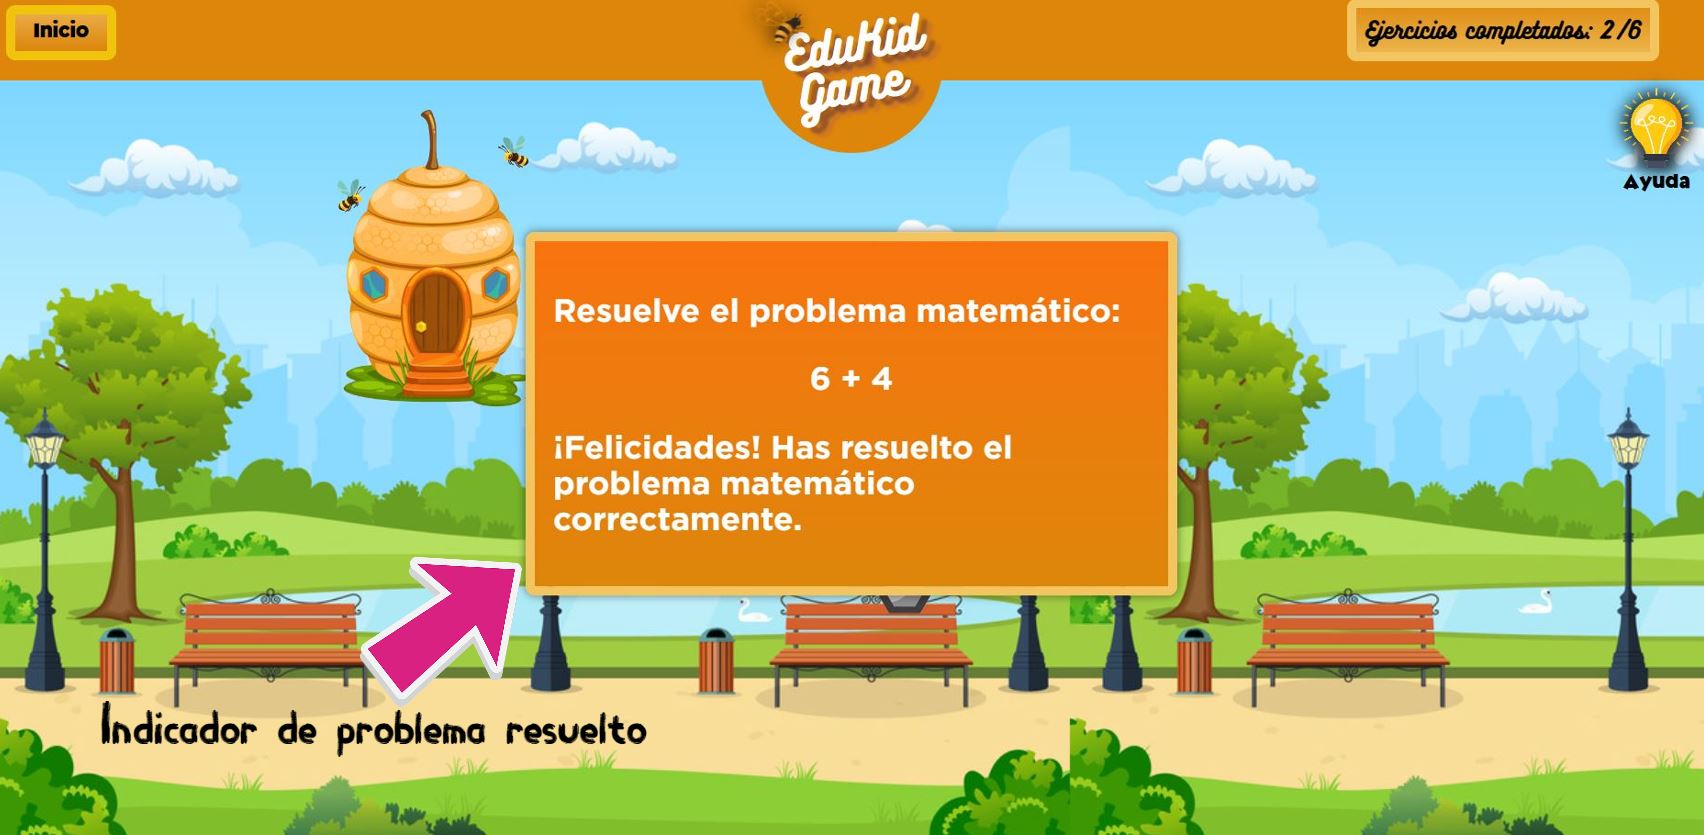 Inicio
EduKid
Game
Ejercicios completados: 2/6
Ayuda
Resuelve el problema matemático:
6 + 4
¡Felicidades! Has resuelto el
problema matemático
correctamente.
Indicador de problema resuelto